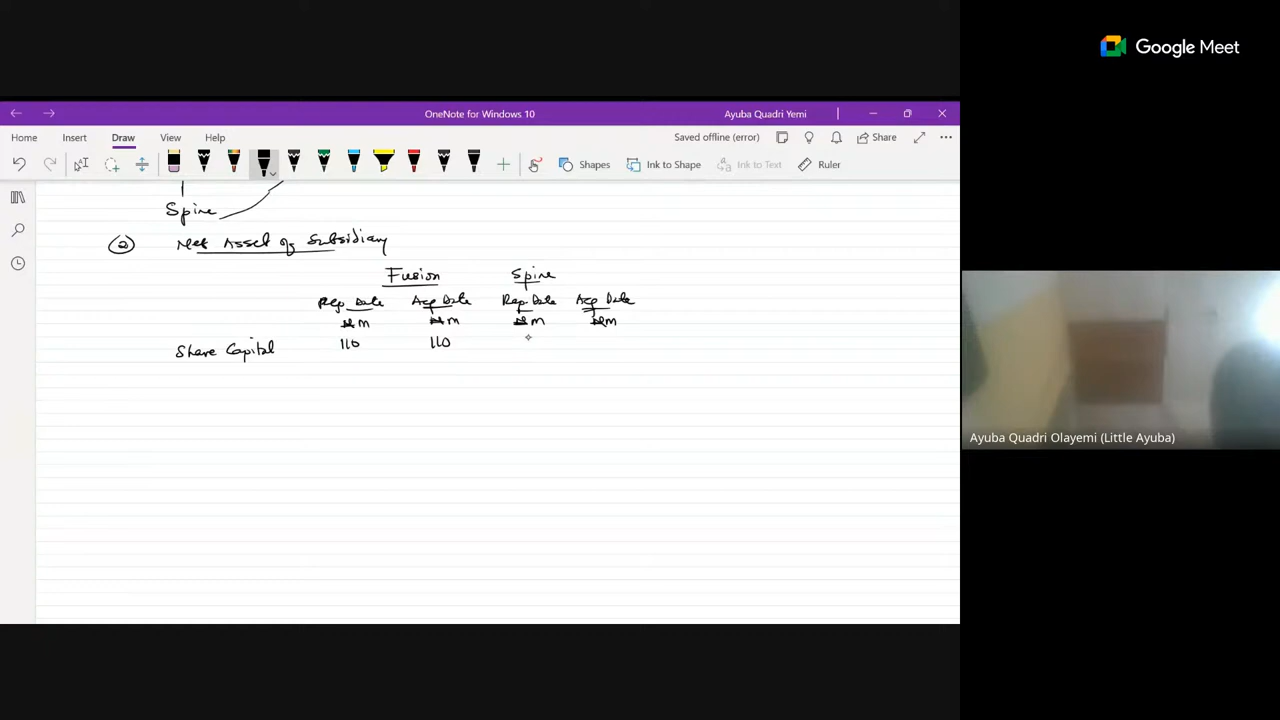 Google Meet
OneNote for Windows 10
Ayuba Quadri Yemi
Home Insert Draw View Help
Saved offline (error)
Share
Shapes
Ink to Shape
Ink to Text
Ruler
Spine
② Net Asset of Subsidiary
Fusion Spine
Rep. Date Acq Date Rep. Date Acq Date
₦m ₦m ₦m ₦m
Share Capital 110 110
Ayuba Quadri Olayemi (Little Ayuba)